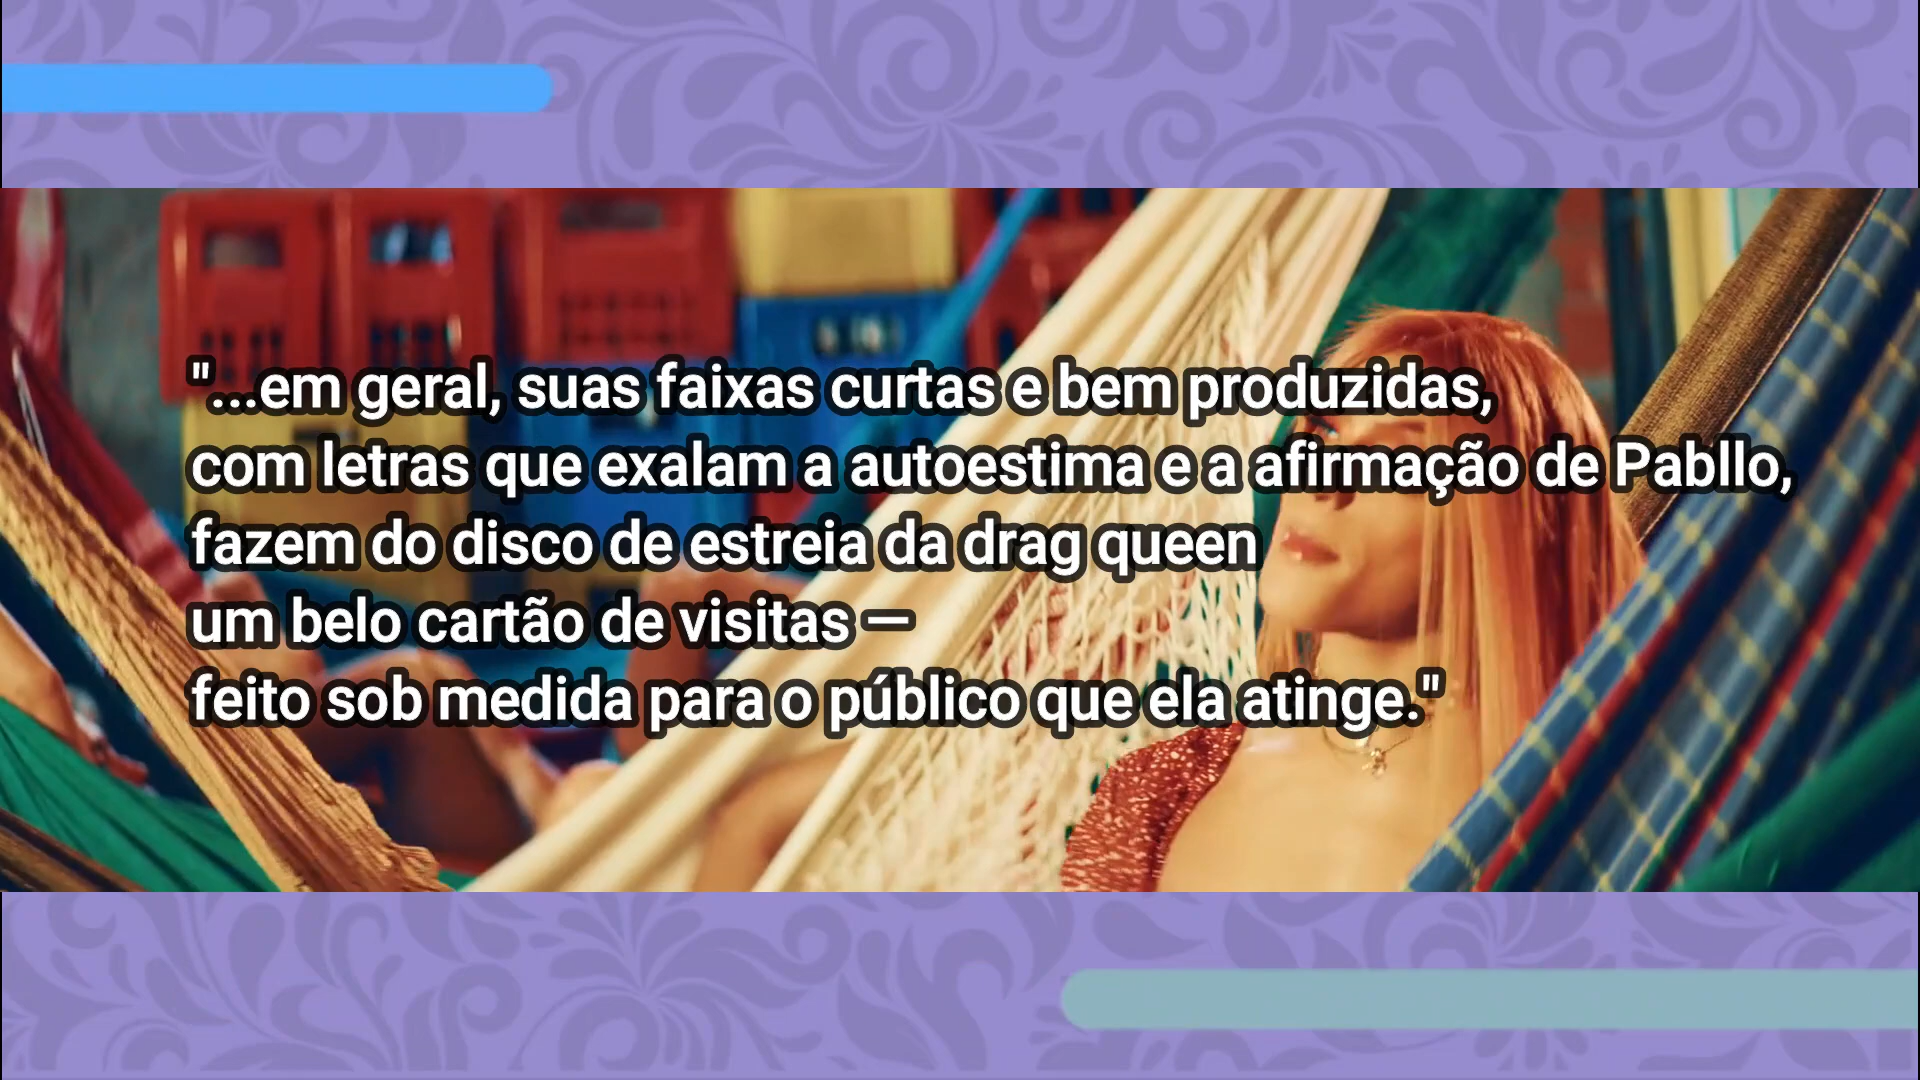 "...em geral, suas faixas curtas e bem produzidas,
com letras que exalam a autoestima e a afirmação de Pabllo,
fazem do disco de estreia da drag queen
um belo cartão de visitas —
feito sob medida para o público que ela atinge."